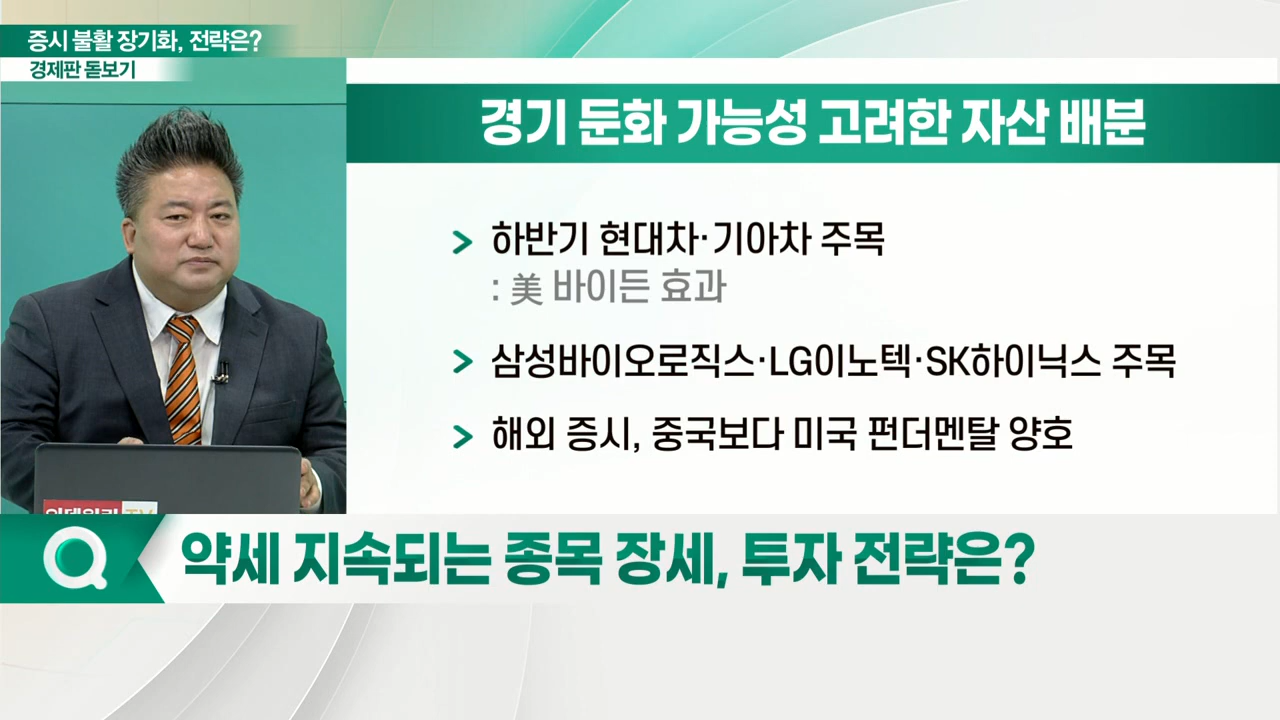 증시 불활 장기화, 전략은?
경제판 돋보기
경기 둔화 가능성 고려한 자산 배분
> 하반기 현대차·기아차 주목
: 美 바이든 효과
> 삼성바이오로직스·LG이노텍·SK하이닉스 주목
> 해외 증시, 중국보다 미국 펀더멘탈 양호
이데일리 TV
Q 약세 지속되는 종목 장세, 투자 전략은?